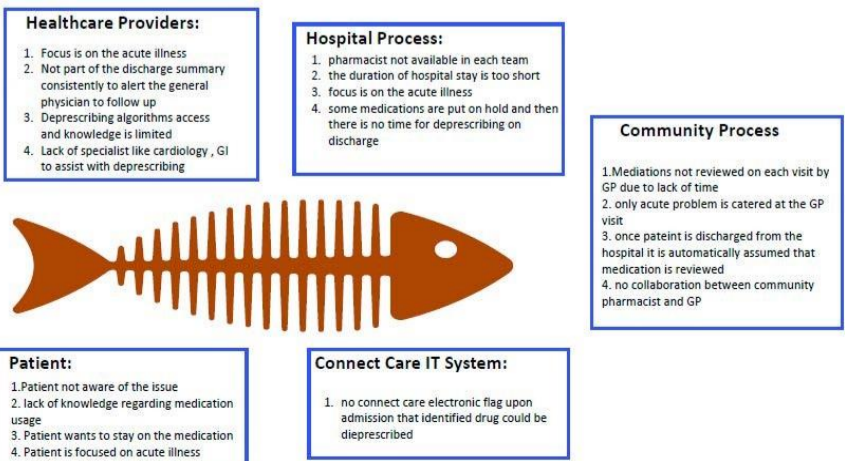 Healthcare Providers:
1. Focus is on the acute illness
2. Not part of the discharge summary
consistently to alert the general
physician to follow up
3. Deprescribing algorithms access
and knowledge is limited
4. Lack of specialist like cardiology , GI
to assist with deprescribing
Hospital Process:
1. pharmacist not available in each team
2. the duration of hospital stay is too short
3. focus is on the acute illness
4. some medications are put on hold and then
there is no time for deprescribing on
discharge
Community Process
1.Mediations not reviewed on each visit by
GP due to lack of time
2. only acute problem is catered at the GP
visit
3. once pateint is discharged from the
hospital it is automatically assumed that
medication is reviewed
4. no collaboration between community
pharmacist and GP
Patient:
1.Patient not aware of the issue
2. lack of knowledge regarding medication
usage
3. Patient wants to stay on the medication
4. Patient is focused on acute illness
Connect Care IT System:
1. no connect care electronic flag upon
admission that identified drug could be
dieprescribed